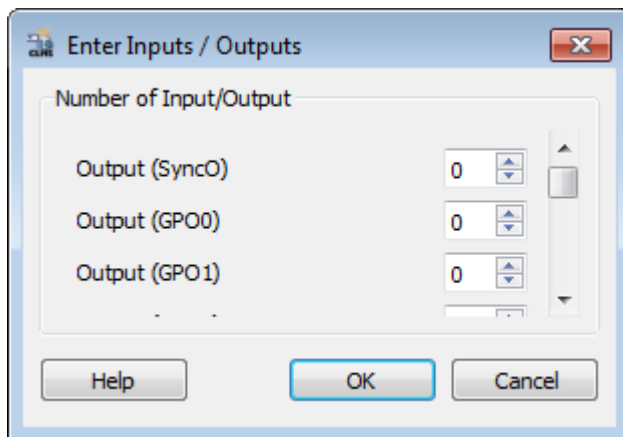 CLHS
Enter Inputs / Outputs
Number of Input/Output
Output (SyncO) 0
Output (GPO0) 0
Output (GPO1) 0
Help OK Cancel